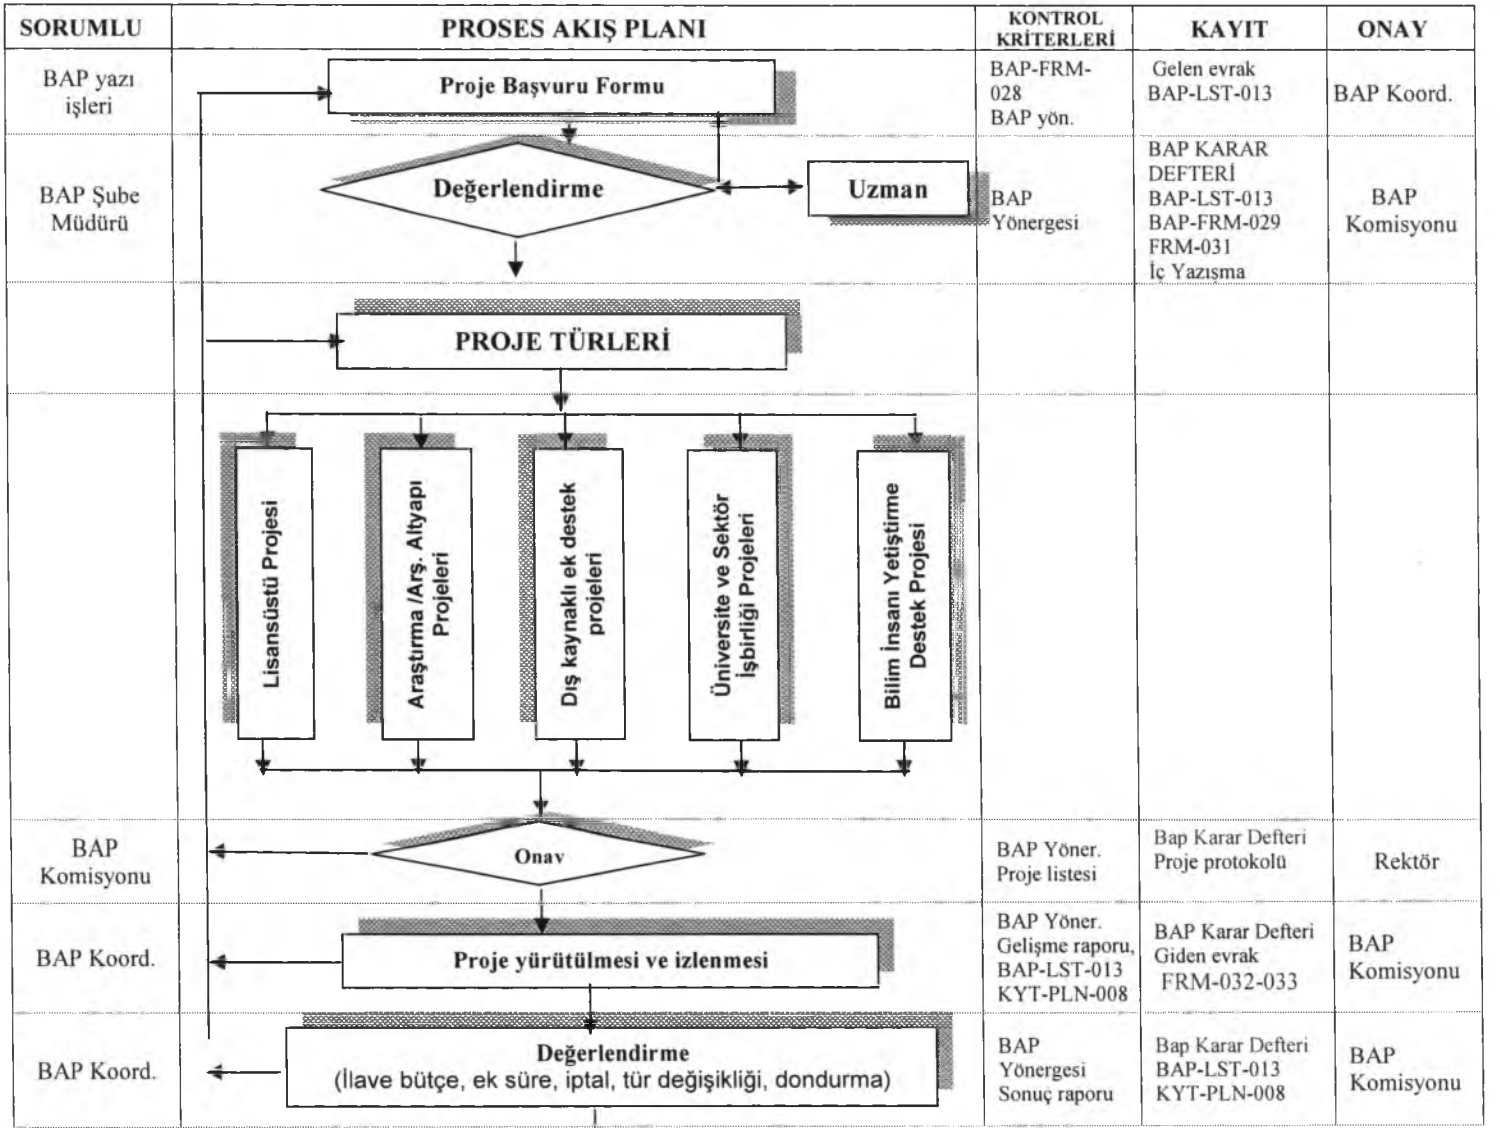 SORUMLU
PROSES AKIŞ PLANI
KONTROL
KRİTERLERİ
KAYIT
ONAY
BAP yazı
işleri
Proje Başvuru Formu
BAP-FRM-
028
BAP yön.
Gelen evrak
BAP-LST-013
BAP Koord.
BAP Şube
Müdürü
Değerlendirme
Uzman
BAP
Yönergesi
BAP KARAR
DEFTERİ
BAP-LST-013
BAP-FRM-029
FRM-031
İç Yazışma
BAP
Komisyonu
PROJE TÜRLERİ
Lisansüstü Projesi
Araştırma /Arş. Altyapı
Projeleri
Dış kaynaklı ek destek
projeleri
Üniversite ve Sektör
İşbirliği Projeleri
Bilim İnsanı Yetiştirme
Destek Projesi
BAP
Komisyonu
Onay
BAP Yöner.
Proje listesi
Bap Karar Defteri
Proje protokolü
Rektör
BAP Koord.
Proje yürütülmesi ve izlenmesi
BAP Yöner.
Gelişme raporu,
BAP-LST-013
KYT-PLN-008
BAP Karar Defteri
Giden evrak
FRM-032-033
BAP
Komisyonu
BAP Koord.
Değerlendirme
(İlave bütçe, ek süre, iptal, tür değişikliği, dondurma)
BAP
Yönergesi
Sonuç raporu
Bap Karar Defteri
BAP-LST-013
KYT-PLN-008
BAP
Komisyonu